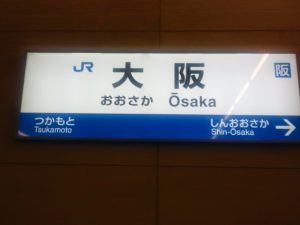 JR 大阪 阪
おおさか Ōsaka
つかもと しんおおさか →
Tsukamoto Shin-Ōsaka